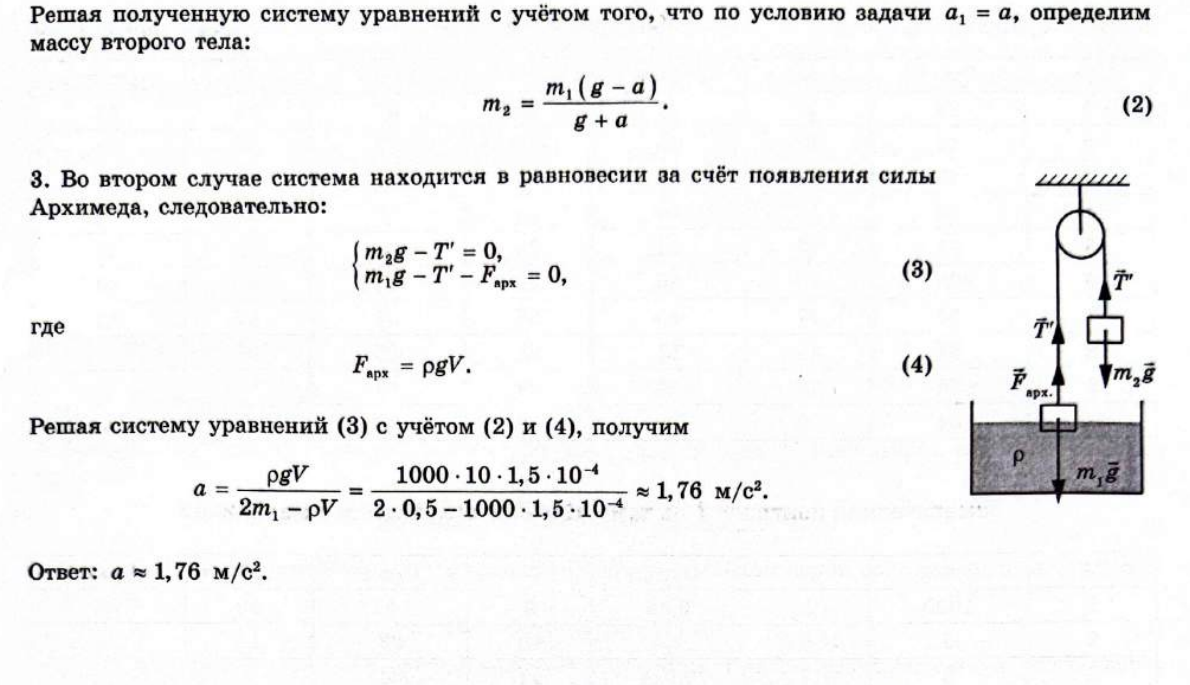 Решая полученную систему уравнений с учётом того, что по условию задачи a₁ = a, определим
массу второго тела:
m₂ = m₁(g − a) / (g + a). (2)
3. Во втором случае система находится в равновесии за счёт появления силы
Архимеда, следовательно:
{ m₂g − T′ = 0,
{ m₁g − T′ − Fарх = 0, (3)
где
Fарх = ρgV. (4)
Решая систему уравнений (3) с учётом (2) и (4), получим
a = ρgV / (2m₁ − ρV) = 1000 · 10 · 1,5 · 10⁻⁴ / (2 · 0,5 − 1000 · 1,5 · 10⁻⁴) ≈ 1,76 м/с².
Ответ: a ≈ 1,76 м/с².
T⃗′
T⃗′
m₂g⃗
F⃗арх.
ρ
m₁g⃗